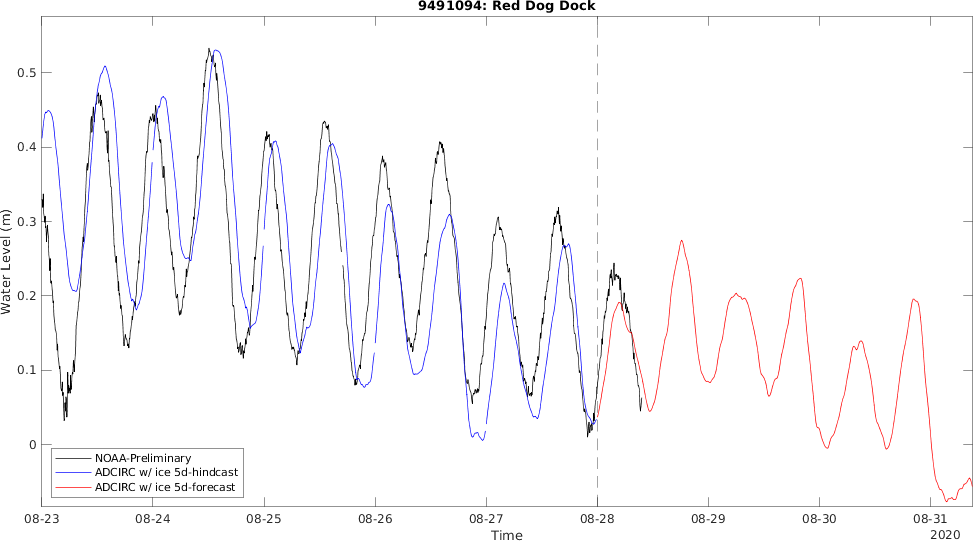 9491094: Red Dog Dock
0.5
0.4
0.3
0.2
0.1
0
Water Level (m)
NOAA-Preliminary
ADCIRC w/ ice 5d-hindcast
ADCIRC w/ ice 5d-forecast
08-23 08-24 08-25 08-26 08-27 08-28 08-29 08-30 08-31
Time
2020